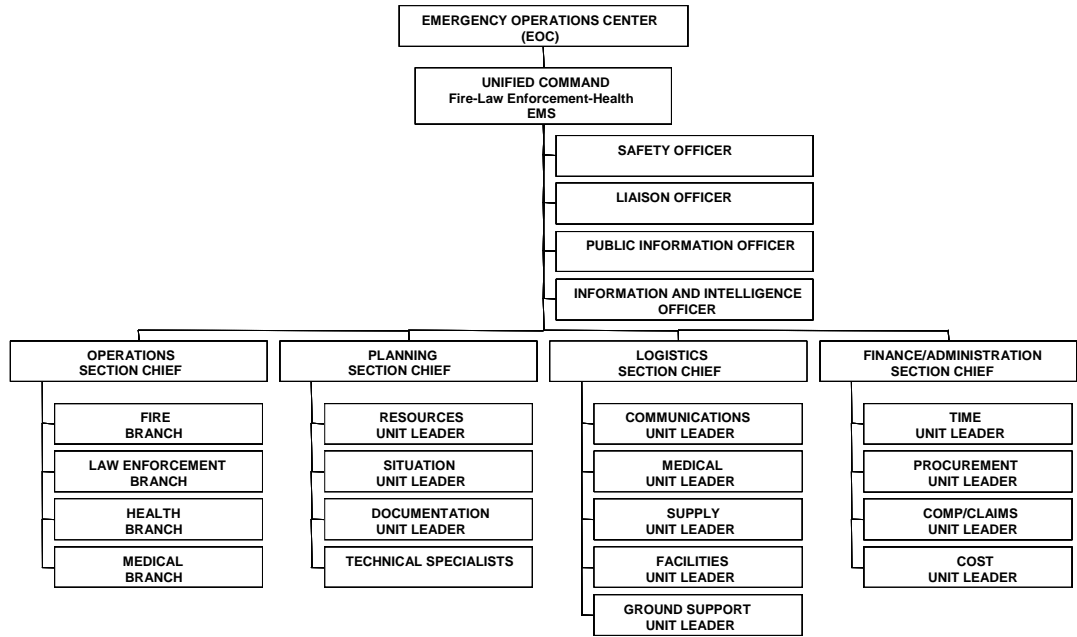 EMERGENCY OPERATIONS CENTER
(EOC)
UNIFIED COMMAND
Fire-Law Enforcement-Health
EMS
SAFETY OFFICER
LIAISON OFFICER
PUBLIC INFORMATION OFFICER
INFORMATION AND INTELLIGENCE
OFFICER
OPERATIONS
SECTION CHIEF
FIRE
BRANCH
LAW ENFORCEMENT
BRANCH
HEALTH
BRANCH
MEDICAL
BRANCH
PLANNING
SECTION CHIEF
RESOURCES
UNIT LEADER
SITUATION
UNIT LEADER
DOCUMENTATION
UNIT LEADER
TECHNICAL SPECIALISTS
LOGISTICS
SECTION CHIEF
COMMUNICATIONS
UNIT LEADER
MEDICAL
UNIT LEADER
SUPPLY
UNIT LEADER
FACILITIES
UNIT LEADER
GROUND SUPPORT
UNIT LEADER
FINANCE/ADMINISTRATION
SECTION CHIEF
TIME
UNIT LEADER
PROCUREMENT
UNIT LEADER
COMP/CLAIMS
UNIT LEADER
COST
UNIT LEADER